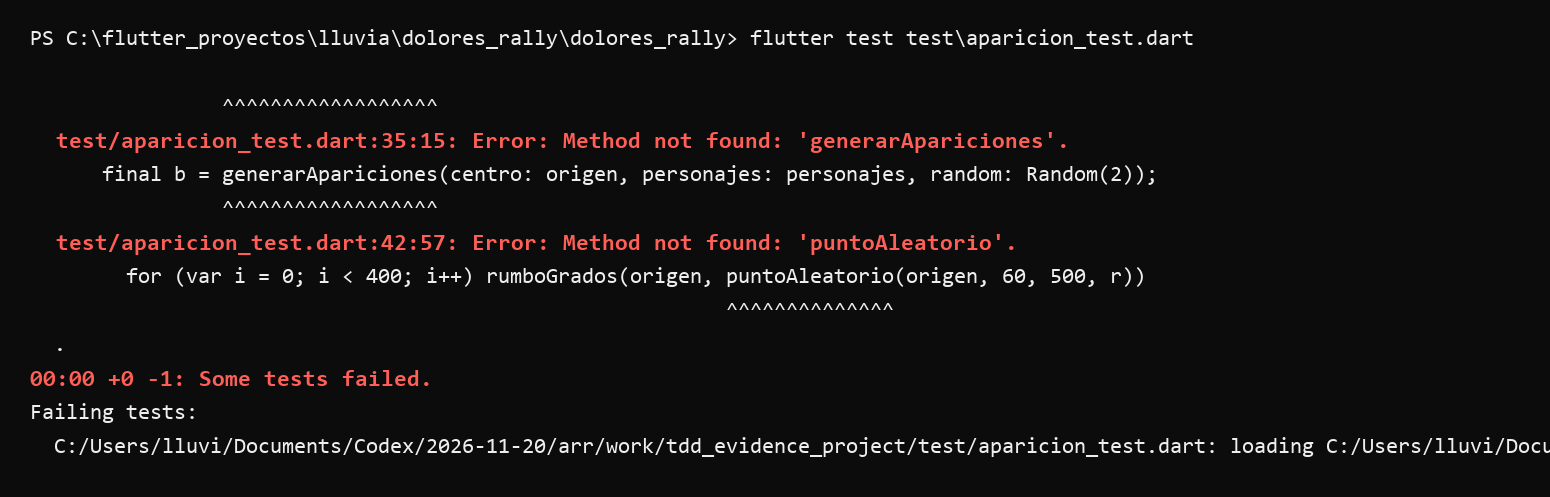 PS C:\flutter_proyectos\lluvia\dolores_rally\dolores_rally> flutter test test\aparicion_test.dart
^^^^^^^^^^^^^^^^^^
test/aparicion_test.dart:35:15: Error: Method not found: 'generarApariciones'.
final b = generarApariciones(centro: origen, personajes: personajes, random: Random(2));
^^^^^^^^^^^^^^^^^^
test/aparicion_test.dart:42:57: Error: Method not found: 'puntoAleatorio'.
for (var i = 0; i < 400; i++) rumboGrados(origen, puntoAleatorio(origen, 60, 500, r))
^^^^^^^^^^^^^^
.
00:00 +0 -1: Some tests failed.
Failing tests:
C:/Users/lluvi/Documents/Codex/2026-11-20/arr/work/tdd_evidence_project/test/aparicion_test.dart: loading C:/Users/lluvi/Docu